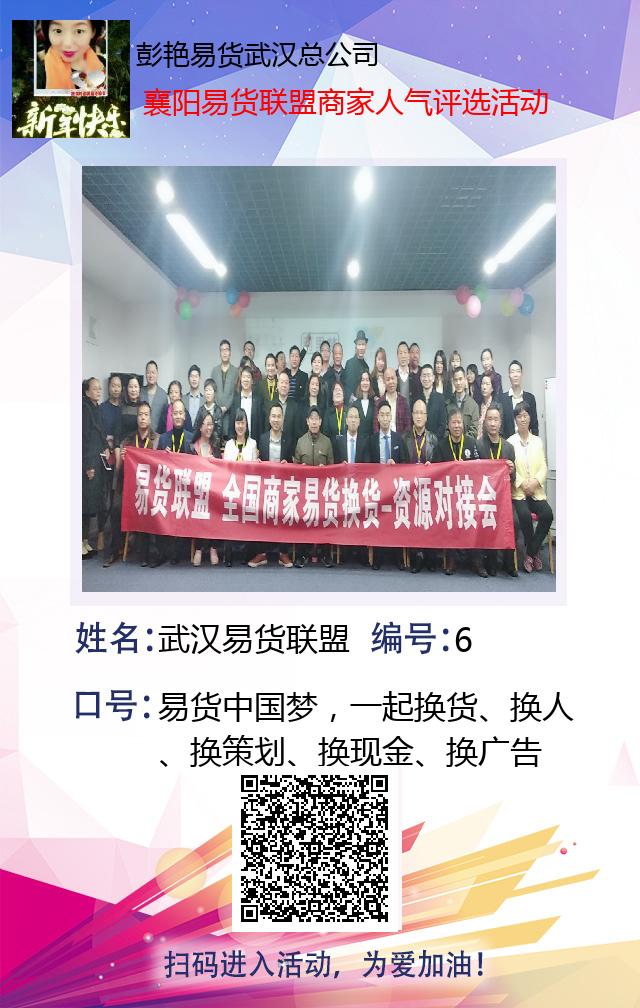 彭艳易货武汉总公司
襄阳易货联盟商家人气评选活动
新年快乐
易货联盟 全国商家易货换货-资源对接会
姓名:武汉易货联盟 编号:6
口号:易货中国梦，一起换货、换人
、换策划、换现金、换广告
扫码进入活动，为爱加油!